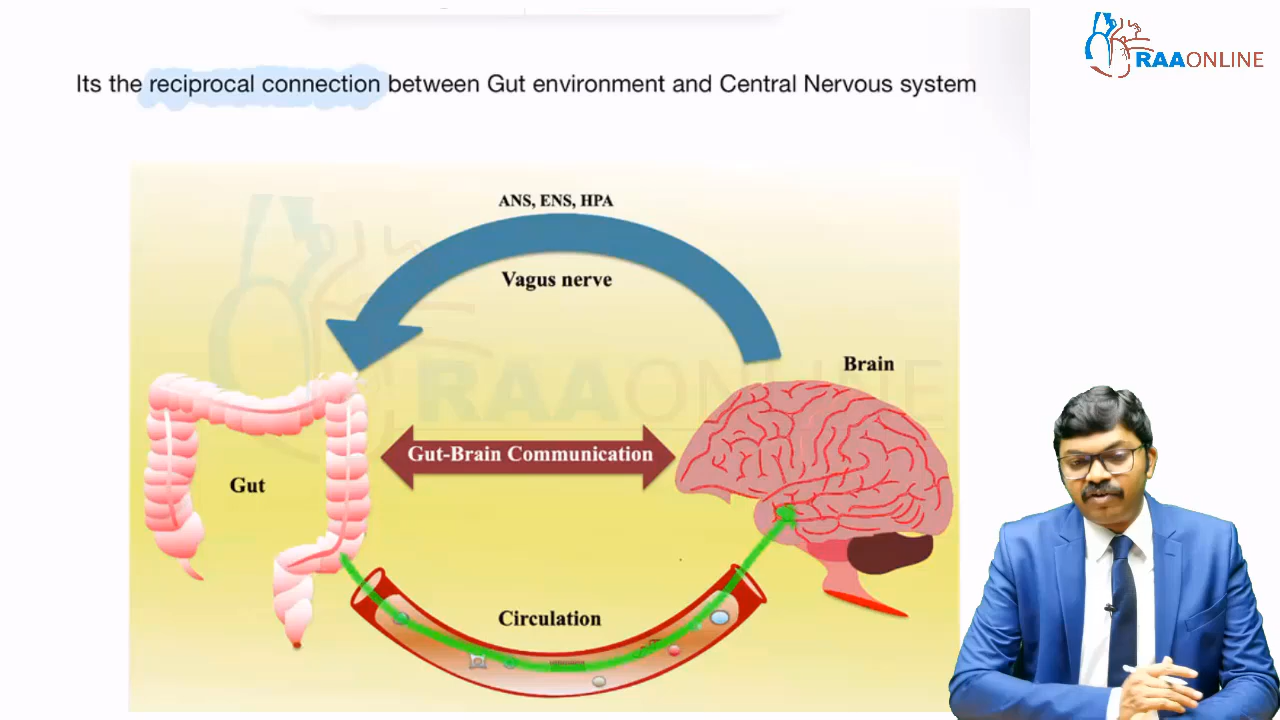 RAAONLINE
Its the reciprocal connection between Gut environment and Central Nervous system
ANS, ENS, HPA
Vagus nerve
Brain
RAAONLINE
Gut-Brain Communication
Gut
Circulation